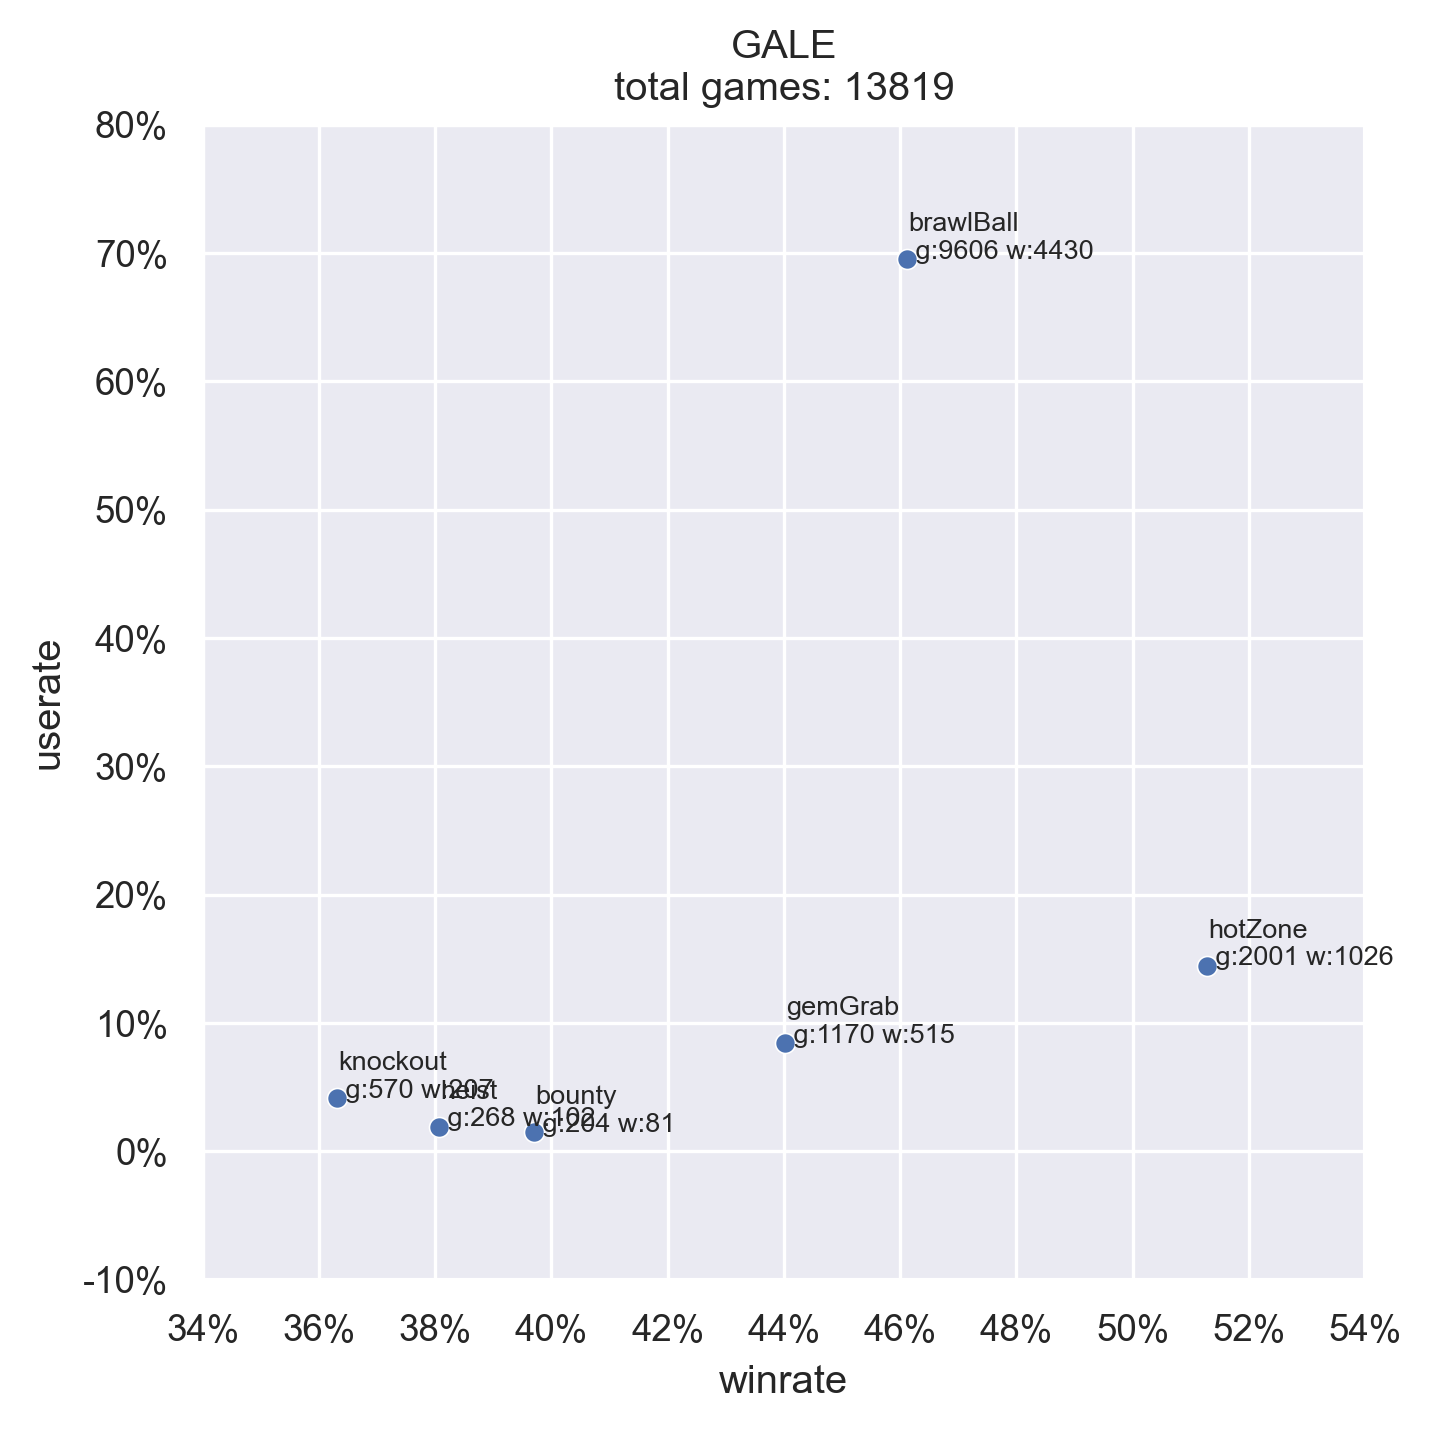 GALE
total games: 13819
80%
70%
60%
50%
40%
30%
20%
10%
0%
-10%
userate
brawlBall
g:9606 w:4430
hotZone
g:2001 w:1026
gemGrab
g:1170 w:515
knockout
g:570 w:207
heist
g:268 w:102
bounty
g:204 w:81
34% 36% 38% 40% 42% 44% 46% 48% 50% 52% 54%
winrate